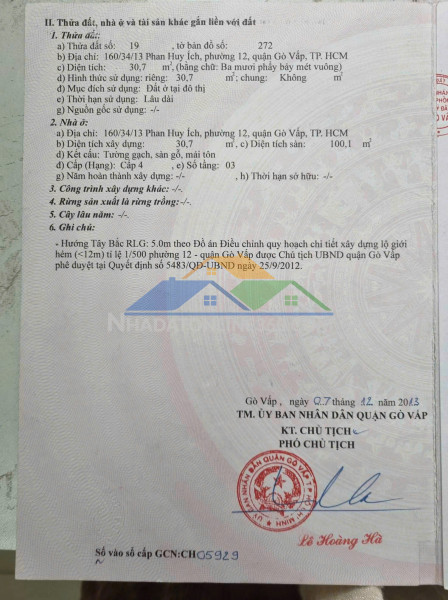 II. Thửa đất, nhà ở và tài sản khác gắn liền với đất
1. Thửa đất:
a) Thửa đất số: 19 , tờ bản đồ số: 272
b) Địa chỉ: 160/34/13 Phan Huy Ích, phường 12, quận Gò Vấp, TP. HCM
c) Diện tích: 30,7 m², (bằng chữ: Ba mươi phẩy bảy mét vuông)
d) Hình thức sử dụng: riêng: 30,7 m²; chung: Không m²
đ) Mục đích sử dụng: Đất ở tại đô thị
e) Thời hạn sử dụng: Lâu dài
g) Nguồn gốc sử dụng: -/-
2. Nhà ở:
a) Địa chỉ: 160/34/13 Phan Huy Ích, phường 12, quận Gò Vấp, TP. HCM
b) Diện tích xây dựng: 30,7 m², c) Diện tích sàn: 100,1 m²
d) Kết cấu: Tường gạch, sàn gỗ, mái tôn
đ) Cấp (Hạng): Cấp 4 , e) Số tầng: 03
g) Năm hoàn thành xây dựng: -/- , h) Thời hạn sở hữu: -/-
3. Công trình xây dựng khác: -/-.
4. Rừng sản xuất là rừng trồng: -/-
5. Cây lâu năm: -/-
6. Ghi chú:
- Hướng Tây Bắc RLG: 5.0m theo Đồ án Điều chỉnh quy hoạch chi tiết xây dựng lộ giới
hẻm (<12m) tỉ lệ 1/500 phường 12 - quận Gò Vấp được Chủ tịch UBND quận Gò Vấp
phê duyệt tại Quyết định số 5483/QĐ-UBND ngày 25/9/2012.
NHADA
Gò Vấp , ngày 07 tháng 12 năm 2013
TM. ỦY BAN NHÂN DÂN QUẬN GÒ VẤP
KT. CHỦ TỊCH
PHÓ CHỦ TỊCH
ỦY BAN NHÂN DÂN QUẬN GÒ VẤP T.P HỒ CHÍ MINH
Lê Hoàng Hà
Số vào sổ cấp GCN:CH05929